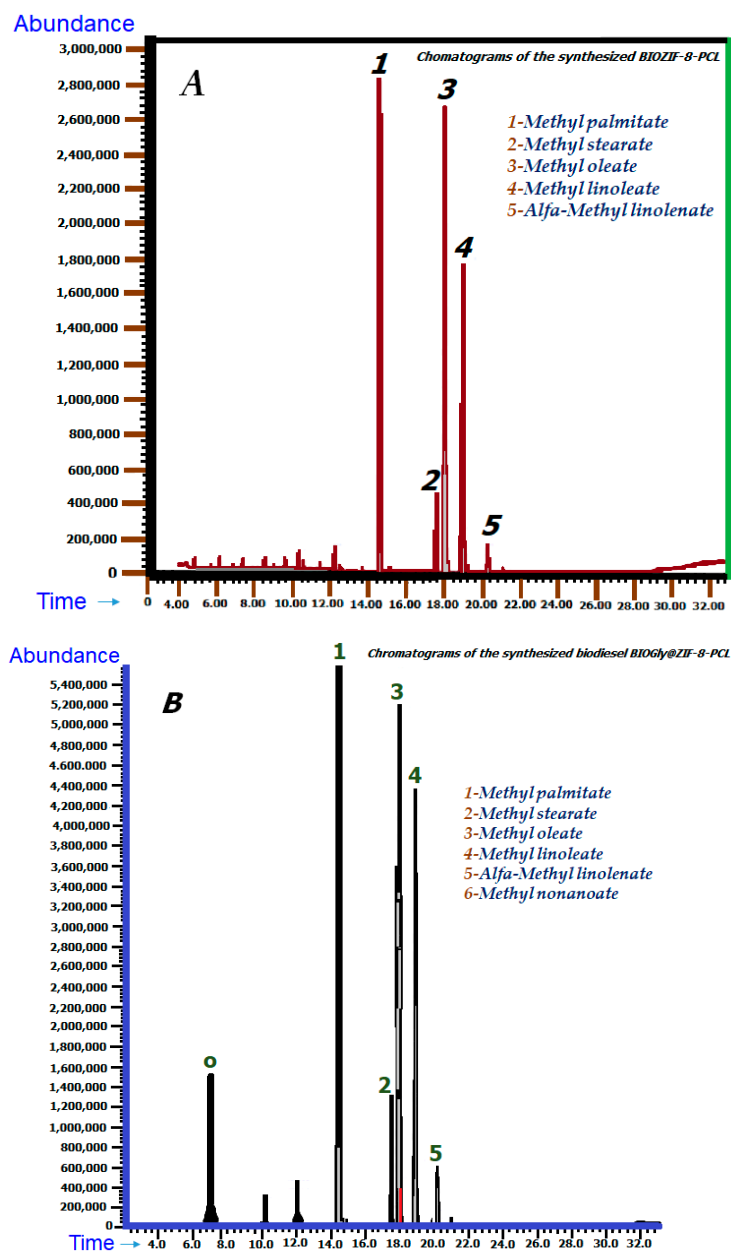 Abundance
A
Chomatograms of the synthesized BIOZIF-8-PCL
3,000,000
2,800,000
2,600,000
2,400,000
2,200,000
2,000,000
1,800,000
1,600,000
1,400,000
1,200,000
1,000,000
800,000
600,000
400,000
200,000
0
1
2
3
4
5
1-Methyl palmitate
2-Methyl stearate
3-Methyl oleate
4-Methyl linoleate
5-Alfa-Methyl linolenate
Time → 0 4.00 6.00 8.00 10.00 12.00 14.00 16.00 18.00 20.00 22.00 24.00 28.00 30.00 32.00
Abundance
B
Chromatograms of the synthesized biodiesel BIOGly@ZIF-8-PCL
5,400,000
5,200,000
5,000,000
4,800,000
4.600.000
4,400,000
4,200,000
4,000,000
3,800,000
3,600,000
3,400,000
3,200,000
3,000,000
2,800,000
2,600,000
2,400,000
2,200,000
2,000,000
1,800,000
1,600,000
1,400,000
1,200,000
1,000,000
800,000
600,000
400,000
200,000
0
o
1
2
3
4
5
1-Methyl palmitate
2-Methyl stearate
3-Methyl oleate
4-Methyl linoleate
5-Alfa-Methyl linolenate
6-Methyl nonanoate
Time → 4.0 6.0 8.0 10.0 12.0 14.0 16.0 18.0 20.0 22.0 24.0 26.0 28.0 30.0 32.0